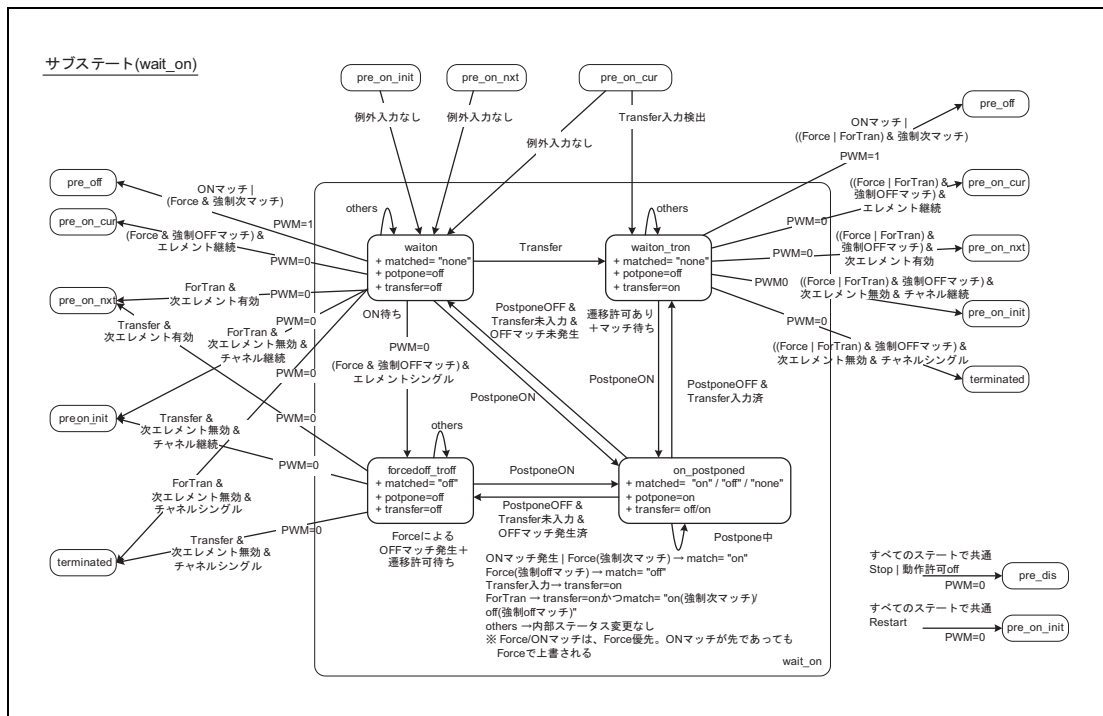 サブステート(wait_on)
pre_on_init
pre_on_nxt
pre_on_cur
例外入力なし
例外入力なし
例外入力なし
Transfer入力検出
pre_off
ONマッチ |
((Force | ForTran) & 強制次マッチ)
PWM=1
pre_off
ONマッチ |
(Force & 強制次マッチ)
PWM=1
pre_on_cur
(Force & 強制OFFマッチ) &
エレメント継続
PWM=0
pre_on_nxt
ForTran &
次エレメント有効
PWM=0
Transfer &
次エレメント有効
PWM=0
ForTran &
次エレメント無効 &
チャネル継続
PWM=0
PWM=0
pre_on_init
Transfer &
次エレメント無効 &
チャネル継続
PWM=0
ForTran &
次エレメント無効 &
チャネルシングル
PWM=0
terminated
Transfer &
次エレメント無効 &
チャネルシングル
others
waiton
+ matched= "none"
+ potpone=off
+ transfer=off
ON待ち
Transfer
others
waiton_tron
+ matched= "none"
+ potpone=off
+ transfer=on
遷移許可あり
+マッチ待ち
PWM=0
((Force | ForTran) &
強制OFFマッチ) &
エレメント継続
pre_on_cur
PWM=0
((Force | ForTran) &
強制OFFマッチ) &
次エレメント有効
pre_on_nxt
PWM0
((Force | ForTran) & 強制OFFマッチ) &
次エレメント無効 & チャネル継続
pre_on_init
PWM=0
((Force | ForTran) & 強制OFFマッチ) &
次エレメント無効 & チャネルシングル
terminated
PWM=0
(Force & 強制OFFマッチ) &
エレメントシングル
PostponeOFF &
Transfer未入力 &
OFFマッチ未発生
PostponeON
PostponeON
PostponeOFF &
Transfer入力済
others
forcedoff_troff
+ matched= "off"
+ potpone=off
+ transfer=off
Forceによる
OFFマッチ発生+
遷移許可待ち
PostponeON
PostponeOFF &
Transfer未入力 &
OFFマッチ発生済
on_postponed
+ matched= "on" / "off" / "none"
+ potpone=on
+ transfer= off/on
Postpone中
ONマッチ発生 | Force(強制次マッチ) → match= "on"
Force(強制offマッチ) → match= "off"
Transfer入力→ transfer=on
ForTran → transfer=onかつmatch= "on(強制次マッチ)/
off(強制offマッチ)"
others →内部ステータス変更なし
※ Force/ONマッチは、Force優先。ONマッチが先であっても
Forceで上書される
wait_on
すべてのステートで共通
Stop | 動作許可off
PWM=0
pre_dis
すべてのステートで共通
Restart
PWM=0
pre_on_init